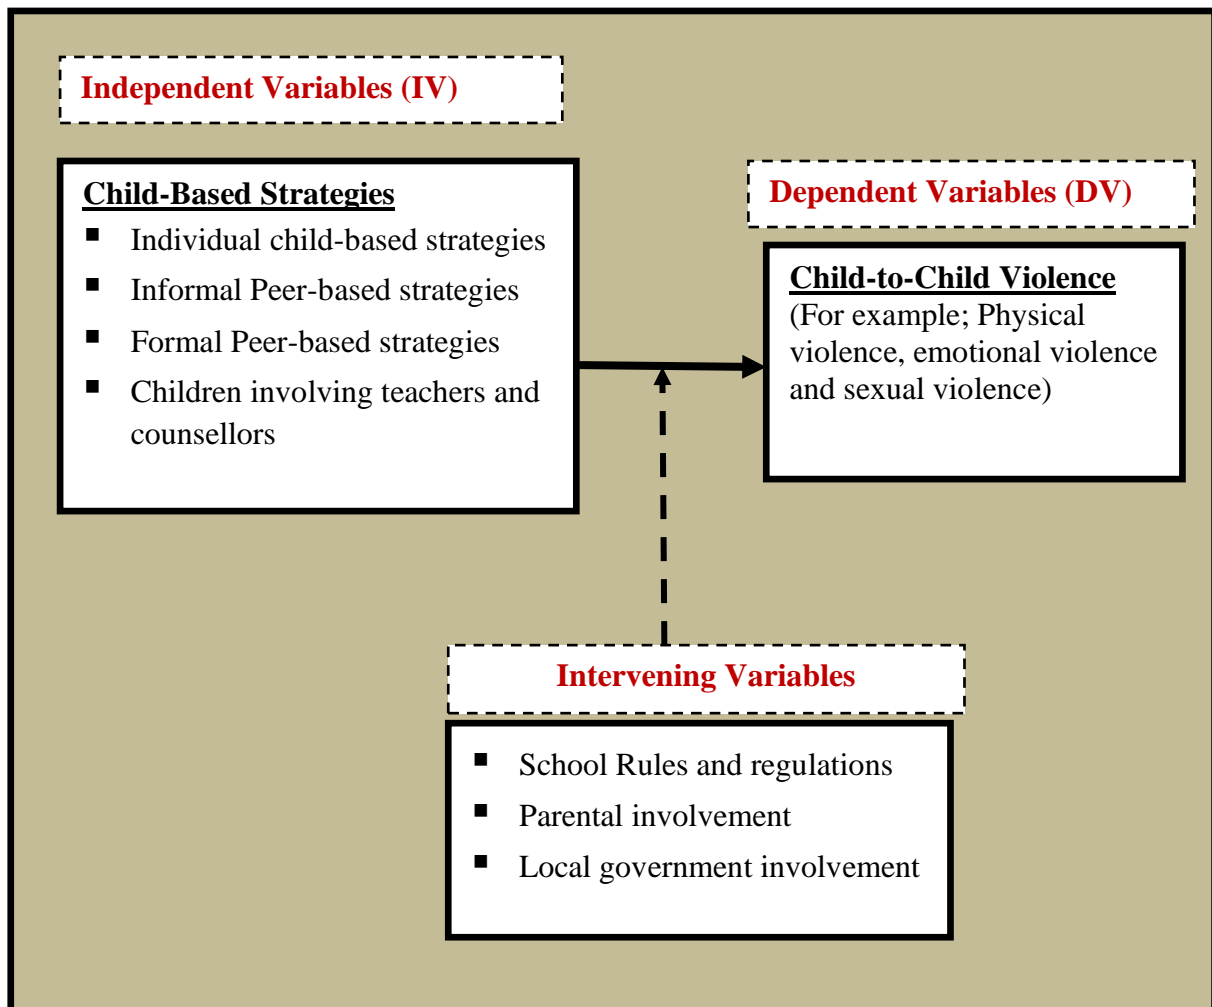 Independent Variables (IV)
Child-Based Strategies
▪ Individual child-based strategies
▪ Informal Peer-based strategies
▪ Formal Peer-based strategies
▪ Children involving teachers and
counsellors
Dependent Variables (DV)
Child-to-Child Violence
(For example; Physical
violence, emotional violence
and sexual violence)
Intervening Variables
▪ School Rules and regulations
▪ Parental involvement
▪ Local government involvement